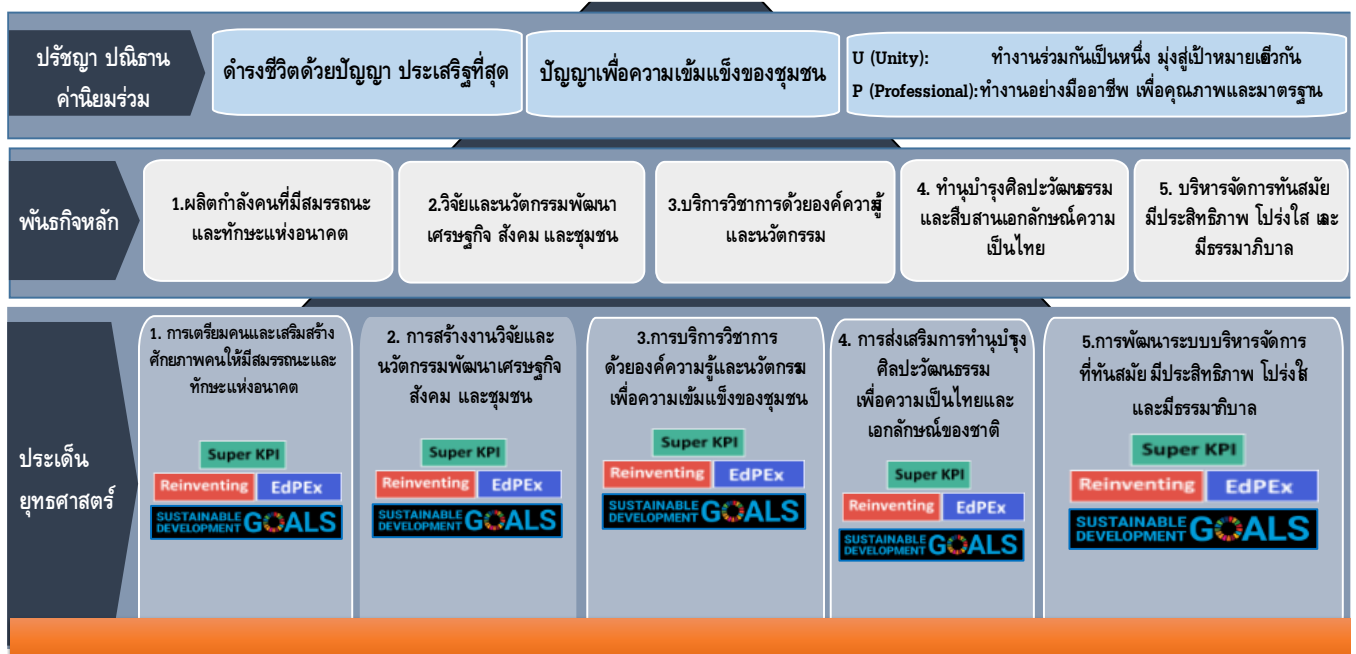 ปรัชญา ปณิธาน
ค่านิยมร่วม
ดำรงชีวิตด้วยปัญญา ประเสริฐที่สุด
ปัญญาเพื่อความเข้มแข็งของชุมชน
U (Unity): ทำงานร่วมกันเป็นหนึ่ง มุ่งสู่เป้าหมายเดียวกัน
P (Professional): ทำงานอย่างมืออาชีพ เพื่อคุณภาพและมาตรฐาน
พันธกิจหลัก
1.ผลิตกำลังคนที่มีสมรรถนะ
และทักษะแห่งอนาคต
2.วิจัยและนวัตกรรมพัฒนา
เศรษฐกิจ สังคม และชุมชน
3.บริการวิชาการด้วยองค์ความรู้
และนวัตกรรม
4. ทำนุบำรุงศิลปะวัฒนธรรม
และสืบสานเอกลักษณ์ความ
เป็นไทย
5. บริหารจัดการทันสมัย
มีประสิทธิภาพ โปร่งใส และ
มีธรรมาภิบาล
ประเด็น
ยุทธศาสตร์
1. การเตรียมคนและเสริมสร้าง
ศักยภาพคนให้มีสมรรถนะและ
ทักษะแห่งอนาคต
Super KPI
Reinventing EdPEx
SUSTAINABLE DEVELOPMENT GOALS
2. การสร้างงานวิจัยและ
นวัตกรรมพัฒนาเศรษฐกิจ
สังคม และชุมชน
Super KPI
Reinventing EdPEx
SUSTAINABLE DEVELOPMENT GOALS
3.การบริการวิชาการ
ด้วยองค์ความรู้และนวัตกรรม
เพื่อความเข้มแข็งของชุมชน
Super KPI
Reinventing EdPEx
SUSTAINABLE DEVELOPMENT GOALS
4. การส่งเสริมการทำนุบำรุง
ศิลปะวัฒนธรรม
เพื่อความเป็นไทยและ
เอกลักษณ์ของชาติ
Super KPI
Reinventing EdPEx
SUSTAINABLE DEVELOPMENT GOALS
5.การพัฒนาระบบบริหารจัดการ
ที่ทันสมัย มีประสิทธิภาพ โปร่งใส
และมีธรรมาภิบาล
Super KPI
Reinventing EdPEx
SUSTAINABLE DEVELOPMENT GOALS